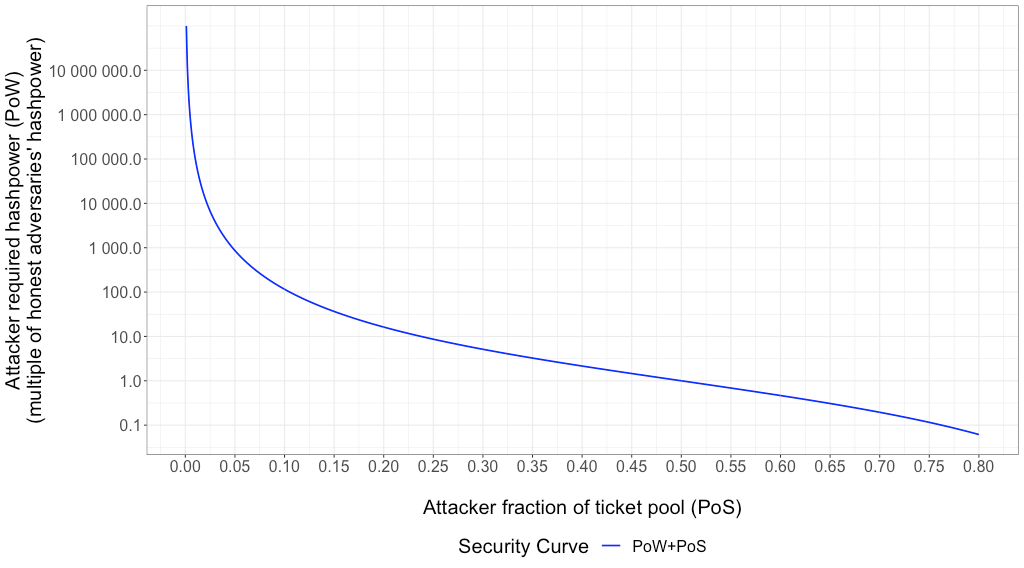 Attacker required hashpower (PoW)
(multiple of honest adversaries' hashpower)
10 000 000.0
1 000 000.0
100 000.0
10 000.0
1 000.0
100.0
10.0
1.0
0.1
0.00 0.05 0.10 0.15 0.20 0.25 0.30 0.35 0.40 0.45 0.50 0.55 0.60 0.65 0.70 0.75 0.80
Attacker fraction of ticket pool (PoS)
Security Curve PoW+PoS